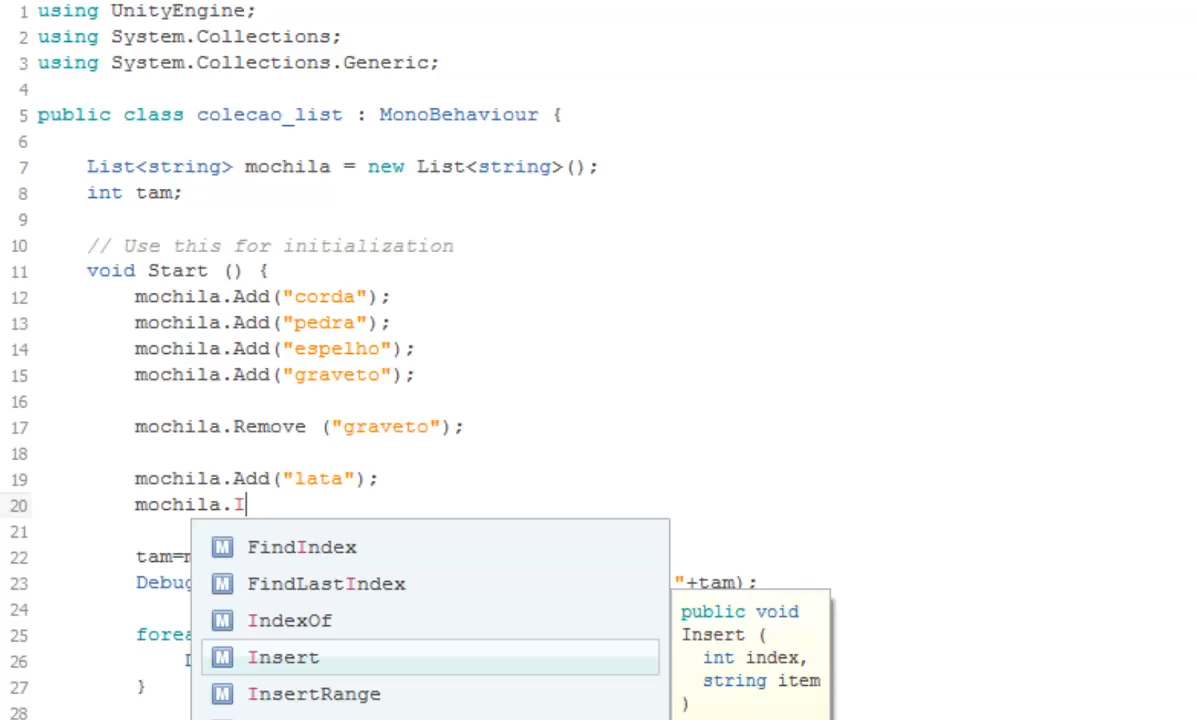 1 using UnityEngine;
2 using System.Collections;
3 using System.Collections.Generic;
4
5 public class colecao_list : MonoBehaviour {
6
7 List<string> mochila = new List<string>();
8 int tam;
9
10 // Use this for initialization
11 void Start () {
12 mochila.Add("corda");
13 mochila.Add("pedra");
14 mochila.Add("espelho");
15 mochila.Add("graveto");
16
17 mochila.Remove ("graveto");
18
19 mochila.Add("lata");
20 mochila.I
21
22 tam=
23 Debug "+tam);
24
25 forea
26
27 }
28
M FindIndex
M FindLastIndex
M IndexOf
M Insert
M InsertRange
public void
Insert (
int index,
string item
)